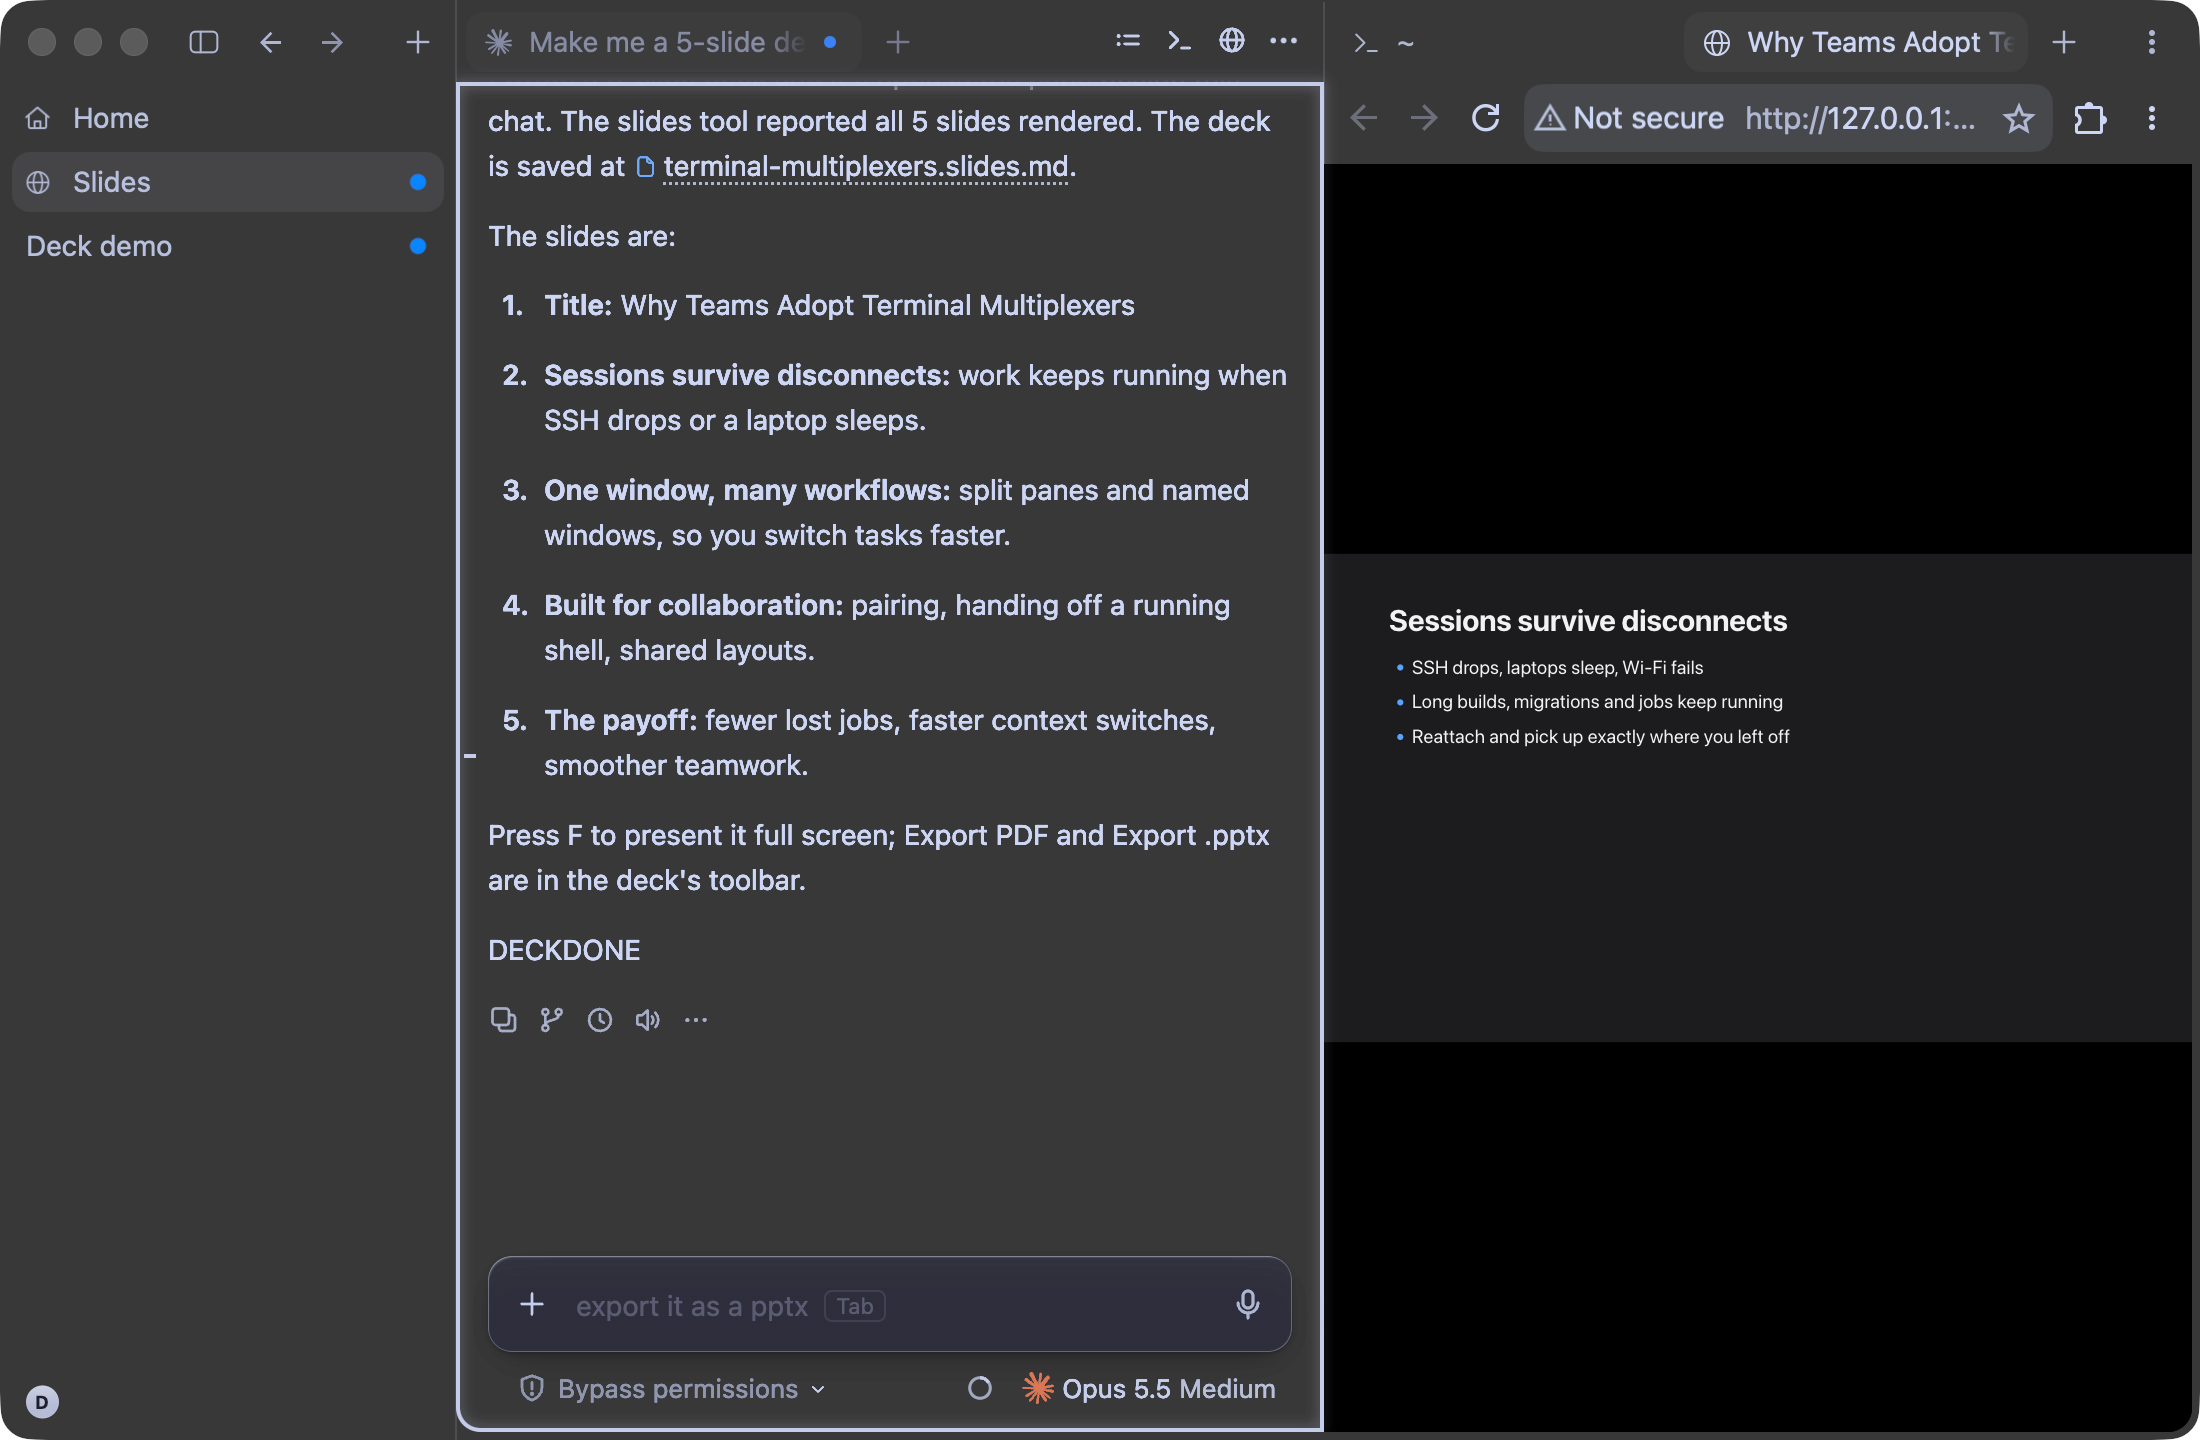 Home
Slides
Deck demo
D
Make me a 5-slide de
chat. The slides tool reported all 5 slides rendered. The deck
is saved at terminal-multiplexers.slides.md.
The slides are:
1. Title: Why Teams Adopt Terminal Multiplexers
2. Sessions survive disconnects: work keeps running when
SSH drops or a laptop sleeps.
3. One window, many workflows: split panes and named
windows, so you switch tasks faster.
4. Built for collaboration: pairing, handing off a running
shell, shared layouts.
5. The payoff: fewer lost jobs, faster context switches,
smoother teamwork.
Press F to present it full screen; Export PDF and Export .pptx
are in the deck's toolbar.
DECKDONE
export it as a pptx Tab
Bypass permissions
Opus 5.5 Medium
~
Why Teams Adopt Te
Not secure http://127.0.0.1:...
Sessions survive disconnects
• SSH drops, laptops sleep, Wi-Fi fails
• Long builds, migrations and jobs keep running
• Reattach and pick up exactly where you left off